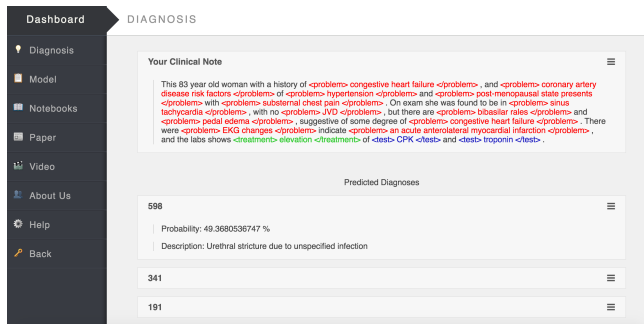 Dashboard
DIAGNOSIS
Diagnosis
Model
Notebooks
Paper
Video
About Us
Help
Back
Your Clinical Note
This 83 year old woman with a history of <problem> congestive heart failure </problem> , and <problem> coronary artery
disease risk factors </problem> of <problem> hypertension </problem> and <problem> post-menopausal state presents
</problem> with <problem> substernal chest pain </problem> . On exam she was found to be in <problem> sinus
tachycardia </problem> , with no <problem> JVD </problem> , but there are <problem> bibasilar rales </problem> and
<problem> pedal edema </problem> , suggestive of some degree of <problem> congestive heart failure </problem> . There
were <problem> EKG changes </problem> indicate <problem> an acute anterolateral myocardial infarction </problem> ,
and the labs shows <treatment> elevation </treatment> of <test> CPK </test> and <test> troponin </test> .
Predicted Diagnoses
598
Probability: 49.3680536747 %
Description: Urethral stricture due to unspecified infection
341
191